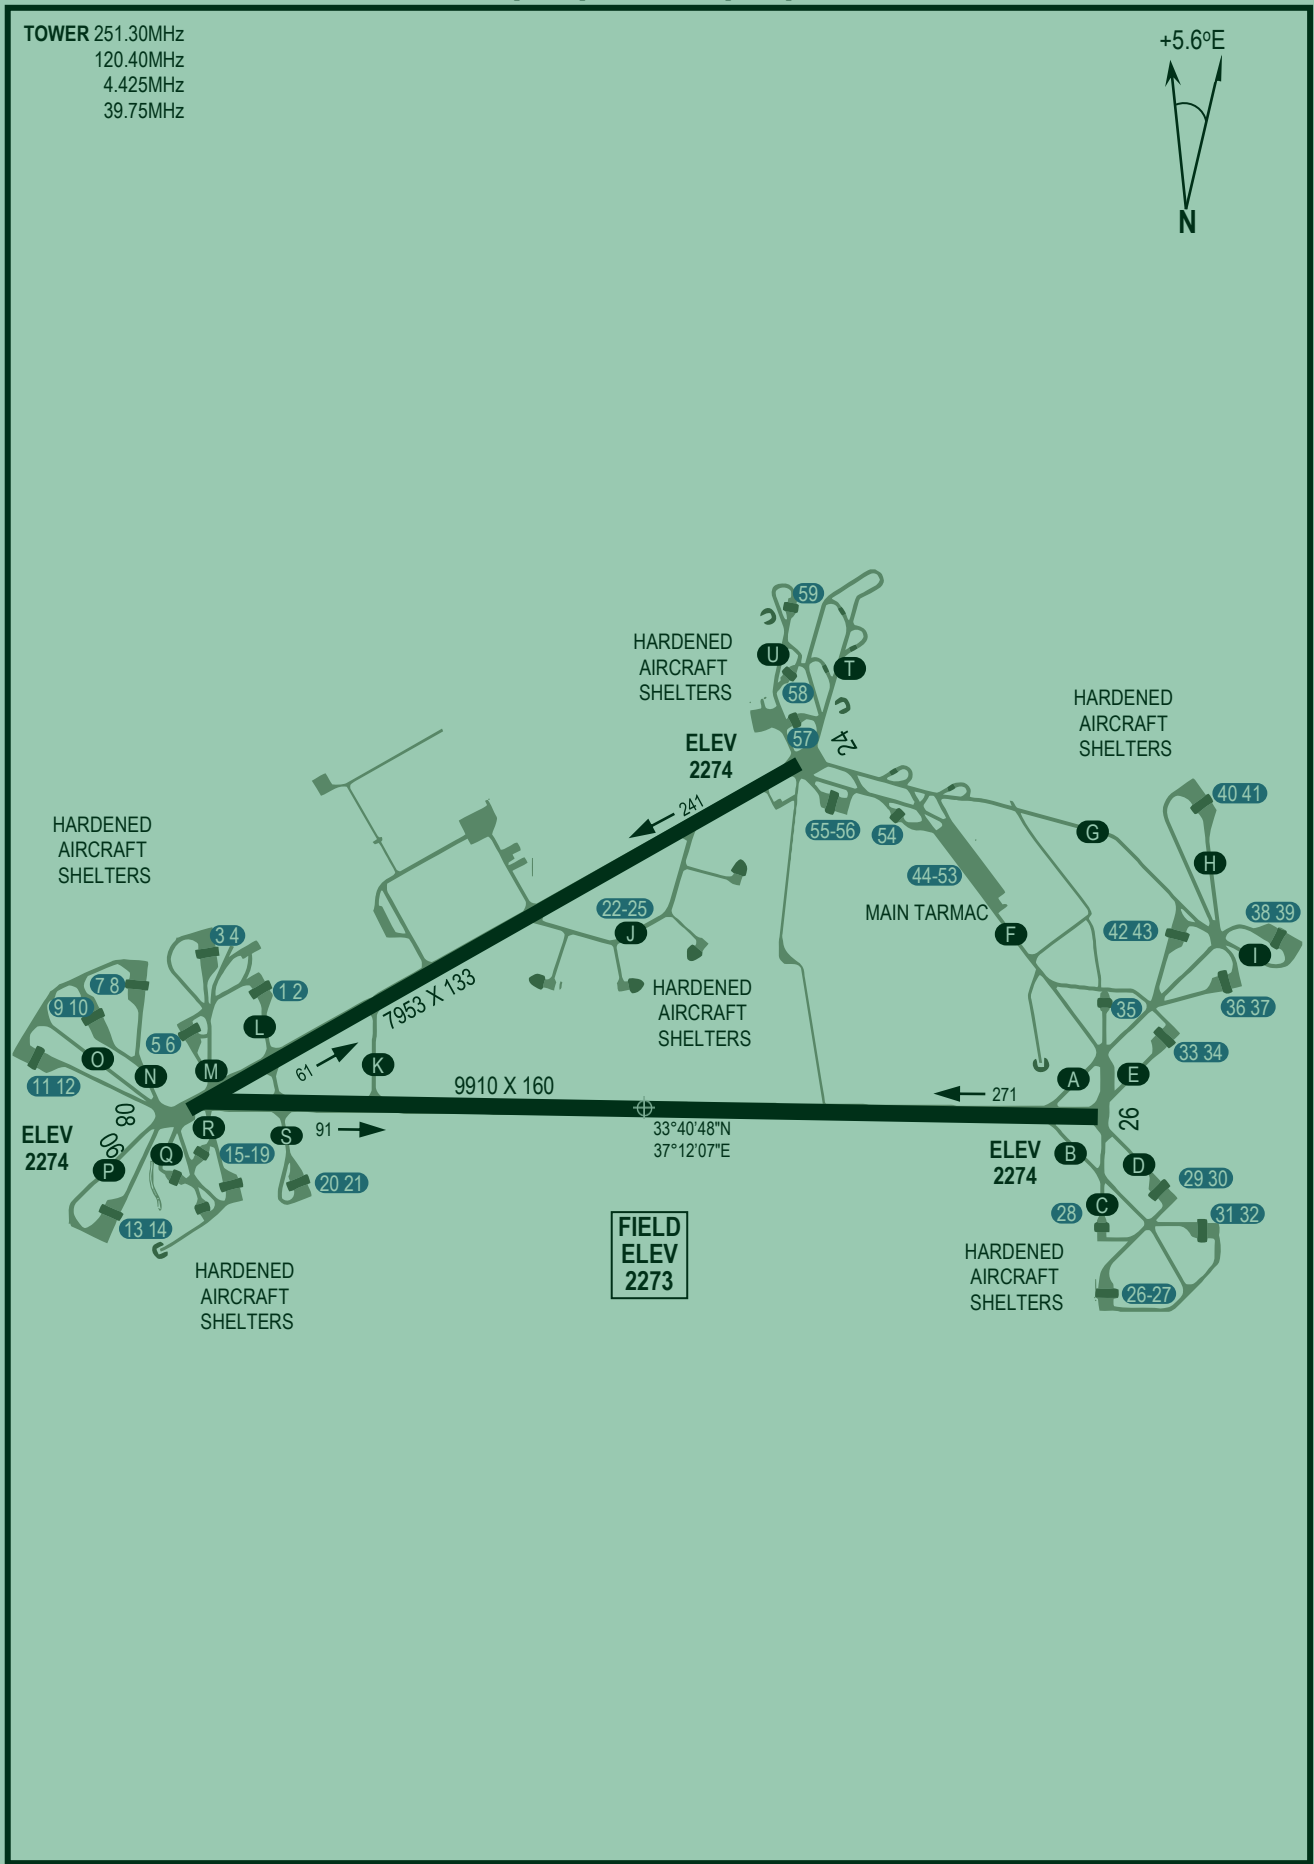 TOWER 251.30MHz
120.40MHz
4.425MHz
39.75MHz
+5.6ºE
N
59
HARDENED
AIRCRAFT
SHELTERS
U
T
58
HARDENED
AIRCRAFT
SHELTERS
57
24
ELEV
2274
40 41
241
55-56
54
G
HARDENED
AIRCRAFT
SHELTERS
H
44-53
22-25
MAIN TARMAC
38 39
J
F
42 43
3 4
I
7 8
1 2
HARDENED
AIRCRAFT
SHELTERS
9 10
7953 X 133
36 37
35
L
5 6
33 34
O
K
61
M
N
A
E
11 12
9910 X 160
271
08
26
R
S
91
33°40'48"N
37°12'07"E
ELEV
2274
06
Q
15-19
ELEV
2274
B
D
P
20 21
29 30
C
28
31 32
13 14
FIELD
ELEV
2273
HARDENED
AIRCRAFT
SHELTERS
HARDENED
AIRCRAFT
SHELTERS
26-27